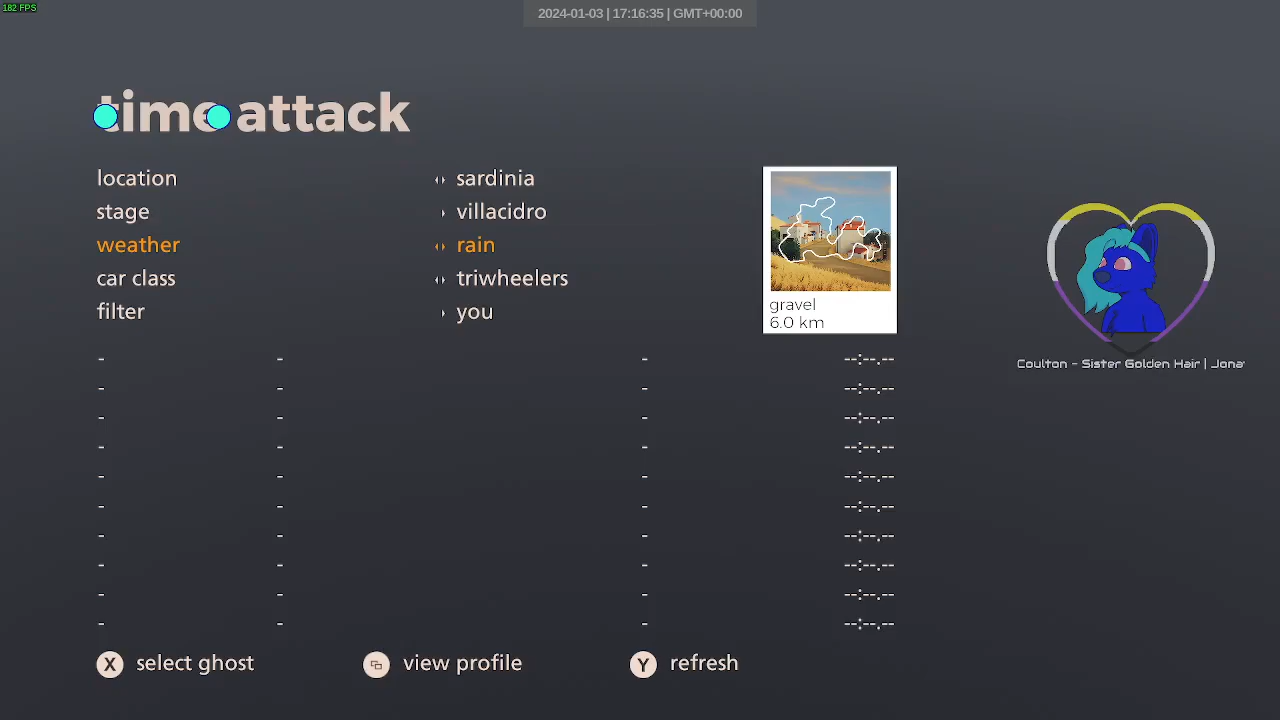 182 FPS
2024-01-03 | 17:16:35 | GMT+00:00
time attack
location sardinia
stage villacidro
weather rain
car class triwheelers
filter you
gravel
6.0 km
Coulton - Sister Golden Hair | Jona
- - - --:--.--
- - - --:--.--
- - - --:--.--
- - - --:--.--
- - - --:--.--
- - - --:--.--
- - - --:--.--
- - - --:--.--
- - - --:--.--
- - - --:--.--
X select ghost view profile Y refresh